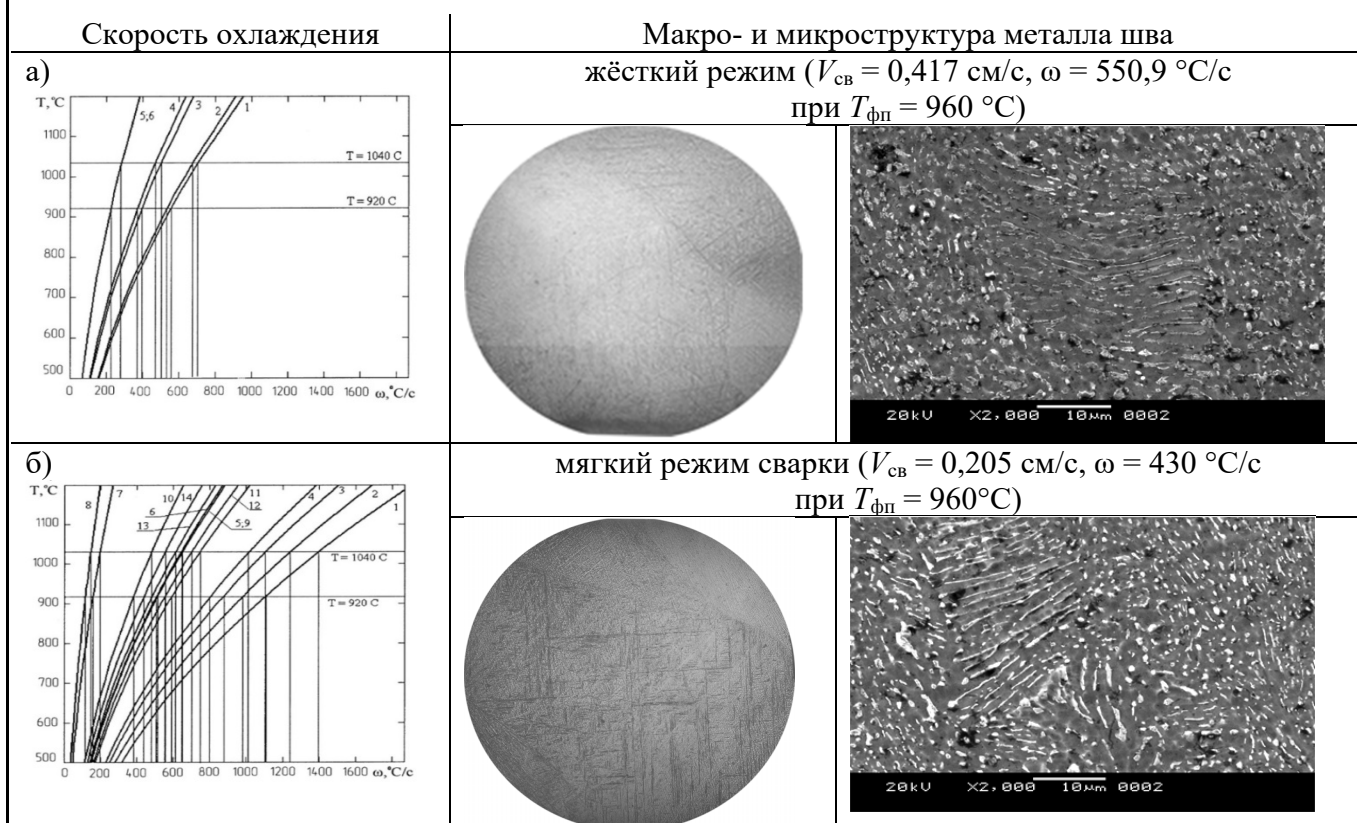 Скорость охлаждения
Макро- и микроструктура металла шва
а)
жёсткий режим (Vсв = 0,417 см/с, ω = 550,9 °С/с
при Tфп = 960 °С)
T,°C
1100
1000
900
800
700
600
500
5;6
4
3
2
1
T = 1040 C
T = 920 C
0
200
400
600
800
1000
1200
1400
1600
ω,°C/c
20kU X2,000 10μm 0002
б)
мягкий режим сварки (Vсв = 0,205 см/с, ω = 430 °С/с
при Tфп = 960°С)
T,°C
1100
1000
900
800
700
600
500
8
7
10
14
6
13
11
12
5,9
4
3
2
1
T = 1040 C
T = 920 C
0
200
400
600
800
1000
1200
1400
1600
ω,°C/c
20kU X2,000 10μm 0002